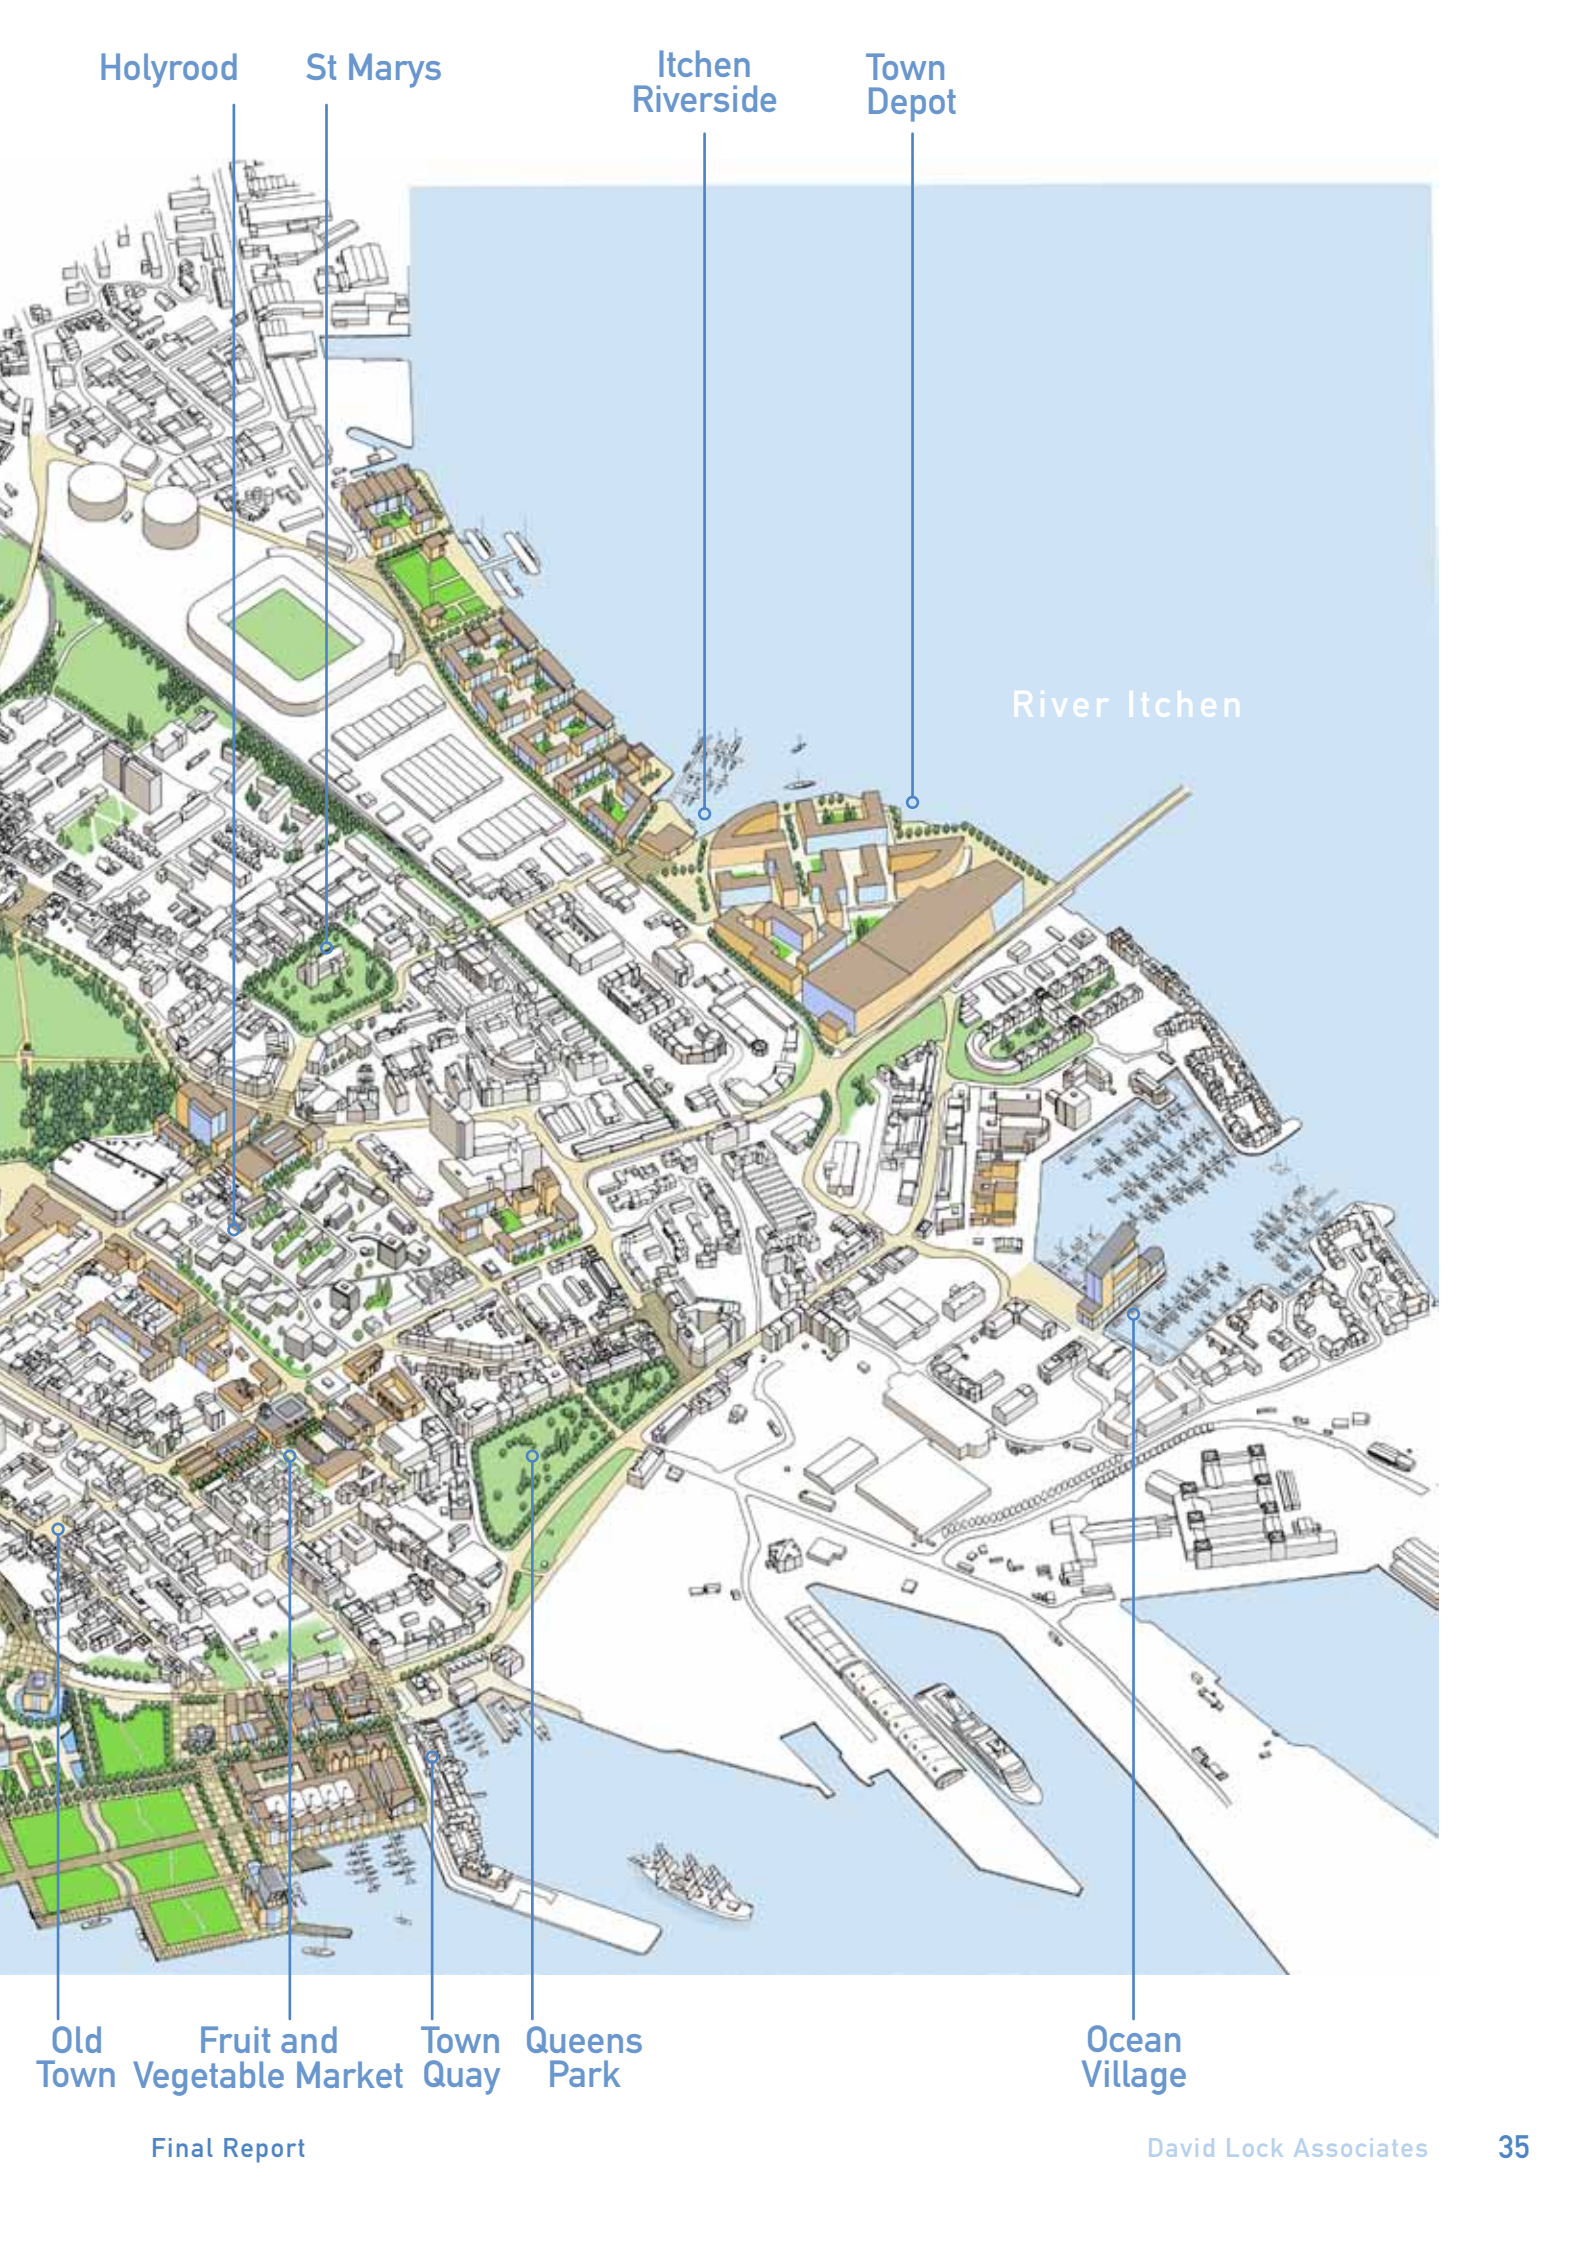 Holyrood
St Marys
Itchen
Riverside
Town
Depot
River Itchen
Old
Town
Fruit and
Vegetable Market
Town
Quay
Queens
Park
Ocean
Village
Final Report
David Lock Associates
35